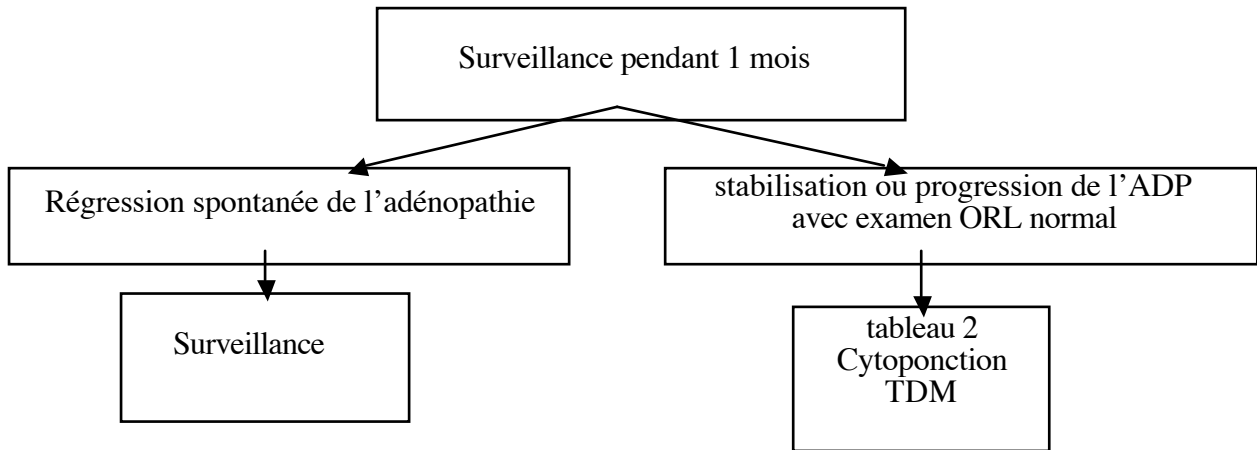 Surveillance pendant 1 mois
Régression spontanée de l’adénopathie
stabilisation ou progression de l’ADP
avec examen ORL normal
Surveillance
tableau 2
Cytoponction
TDM